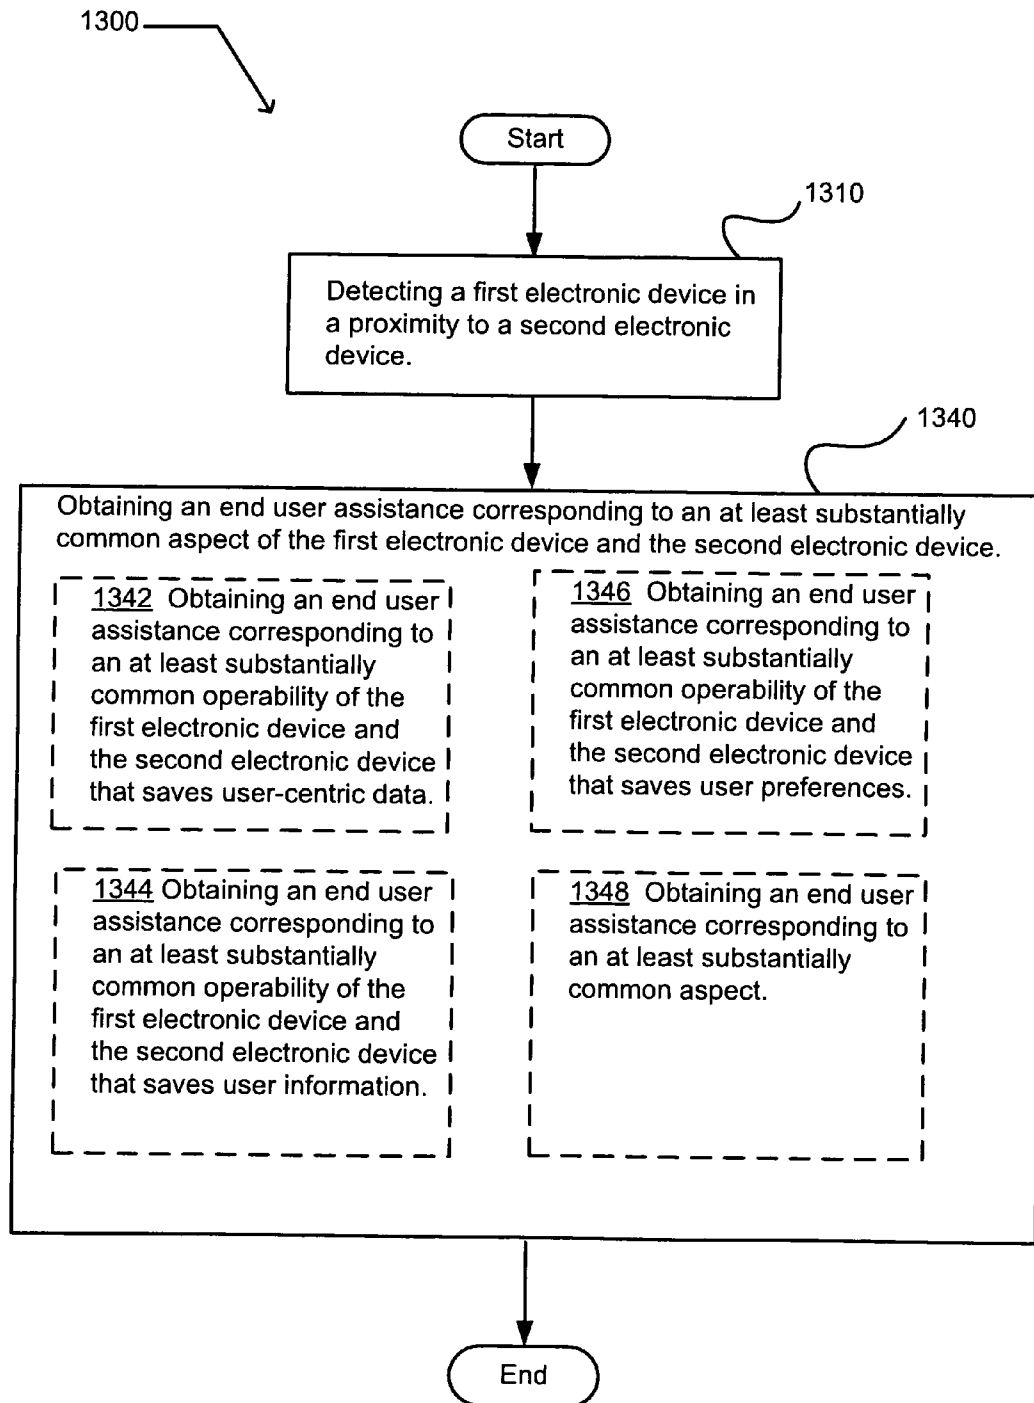 1300
Start
1310
Detecting a first electronic device in
a proximity to a second electronic
device.
1340
Obtaining an end user assistance corresponding to an at least substantially
common aspect of the first electronic device and the second electronic device.
1342 Obtaining an end user
assistance corresponding to
an at least substantially
common operability of the
first electronic device and
the second electronic device
that saves user-centric data.
1346 Obtaining an end user
assistance corresponding to
an at least substantially
common operability of the
first electronic device and
the second electronic device
that saves user preferences.
1344 Obtaining an end user
assistance corresponding to
an at least substantially
common operability of the
first electronic device and
the second electronic device
that saves user information.
1348 Obtaining an end user
assistance corresponding to
an at least substantially
common aspect.
End